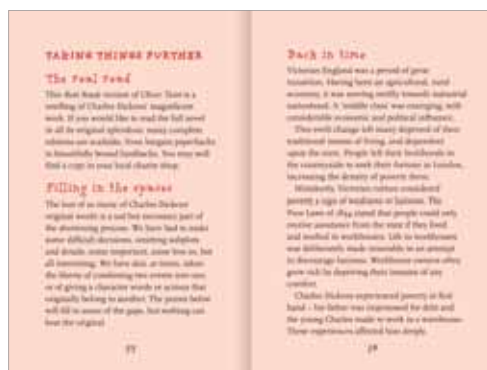 TAKING THINGS FURTHER
The real read
This Real Reads version of Oliver Twist is a
retelling of Charles Dickens' magnificent
work. If you would like to read the full novel
in all its original splendour, many complete
editions are available, from bargain paperbacks
to beautifully bound hardbacks. You may well
find a copy in your local charity shop.
Filling in the spaces
The loss of so many of Charles Dickens'
original words is a sad but necessary part of
the shortening process. We have had to make
some difficult decisions, omitting subplots
and details, some important, some less so, but
all interesting. We have also, at times, taken
the liberty of combining two events into one,
or of giving a character words or actions that
originally belong to another. The points below
will fill in some of the gaps, but nothing can
beat the original.
Back in time
Victorian England was a period of great
transition. Having been an agricultural, rural
economy, it was moving swiftly towards industrial
nationhood. A 'middle class' was emerging, with
considerable economic and political influence.
This swift change left many deprived of their
traditional means of living, and dependent
upon the state. People left their livelihoods in
the countryside to seek their fortunes in London,
increasing the density of poverty there.
Mistakenly, Victorian rulers considered
poverty a sign of weakness or laziness. The
Poor Laws of 1834 stated that people could only
receive assistance from the state if they lived
and worked in workhouses. Life in workhouses
was deliberately made miserable in an attempt
to discourage laziness. Workhouse owners often
grew rich by depriving their inmates of any
comfort.
Charles Dickens experienced poverty at first
hand – his father was imprisoned for debt and
the young Charles made to work in a warehouse.
These experiences affected him deeply.